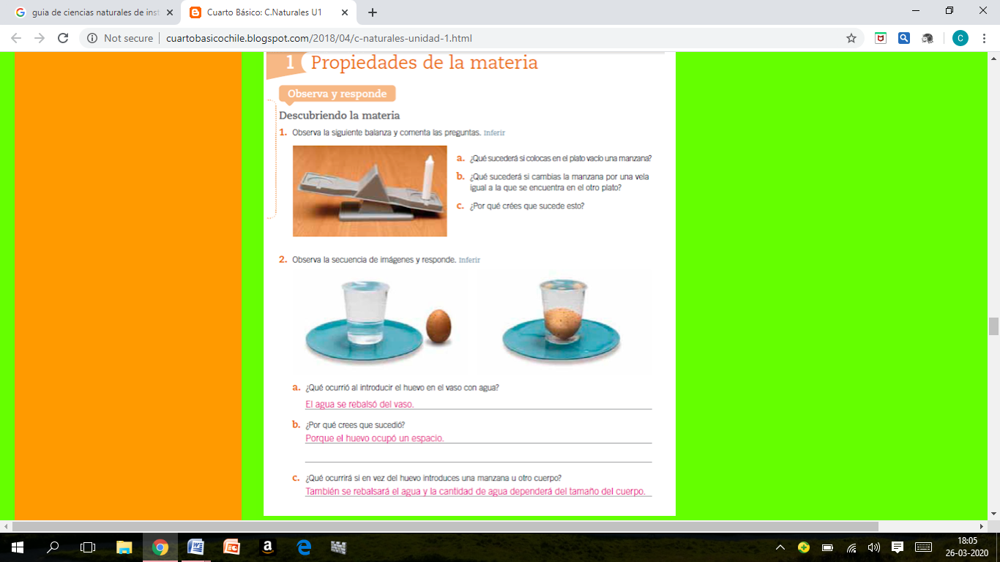 guia de ciencias naturales de inst
Cuarto Básico: C.Naturales U1
Not secure
cuartobasicochile.blogspot.com/2018/04/c-naturales-unidad-1.html
C
1 Propiedades de la materia
Observa y responde
Descubriendo la materia
1. Observa la siguiente balanza y comenta las preguntas. Inferir
a. ¿Qué sucederá si colocas en el plato vacío una manzana?
b. ¿Qué sucederá si cambias la manzana por una vela
igual a la que se encuentra en el otro plato?
c. ¿Por qué crées que sucede esto?
2. Observa la secuencia de imágenes y responde. Inferir
a. ¿Qué ocurrió al introducir el huevo en el vaso con agua?
El agua se rebalsó del vaso.
b. ¿Por qué crees que sucedió?
Porque el huevo ocupó un espacio.
c. ¿Qué ocurrirá si en vez del huevo introduces una manzana u otro cuerpo?
También se rebalsará el agua y la cantidad de agua dependerá del tamaño del cuerpo.
18:05
26-03-2020